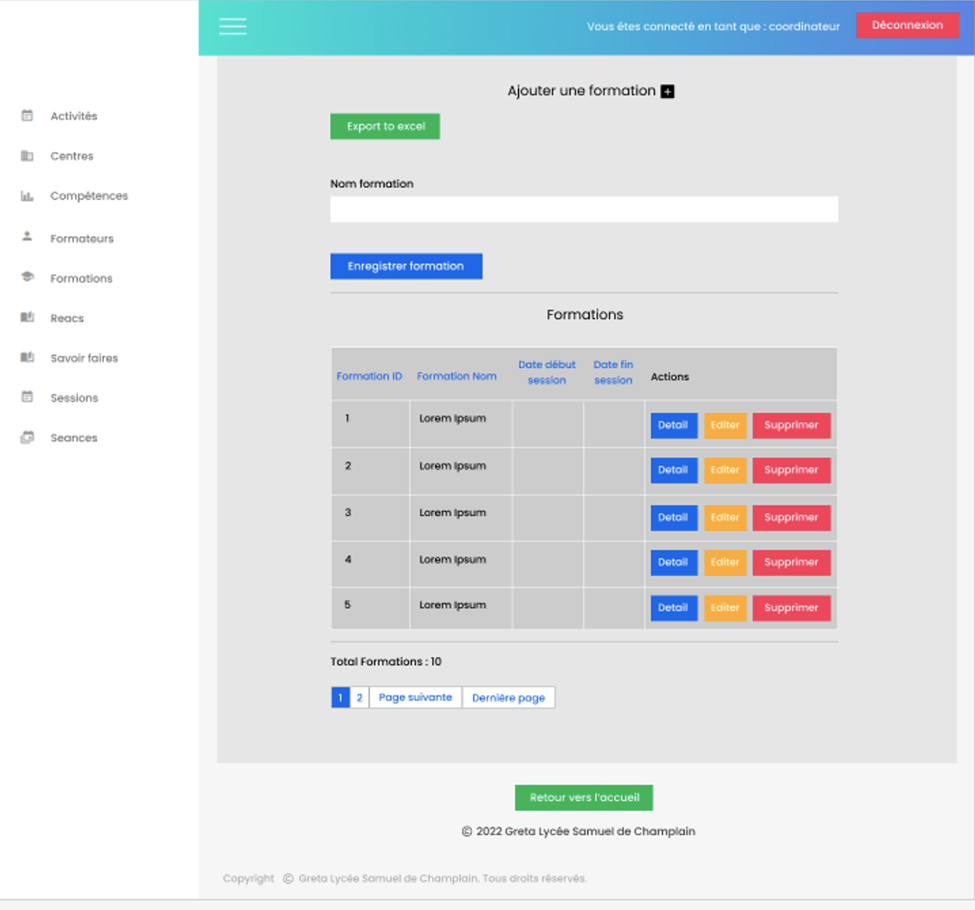 Vous êtes connecté en tant que : coordinateur
Déconnexion
Activités
Centres
Compétences
Formateurs
Formations
Reacs
Savoir faires
Sessions
Seances
Ajouter une formation
Export to excel
Nom formation
Enregistrer formation
Formations
Formation ID Formation Nom Date début session Date fin session Actions
1 Lorem Ipsum Detail Editer Supprimer
2 Lorem Ipsum Detail Editer Supprimer
3 Lorem Ipsum Detail Editer Supprimer
4 Lorem Ipsum Detail Editer Supprimer
5 Lorem Ipsum Detail Editer Supprimer
Total Formations : 10
1 2 Page suivante Dernière page
Retour vers l'accueil
© 2022 Greta Lycée Samuel de Champlain
Copyright © Greta Lycée Samuel de Champlain. Tous droits réservés.